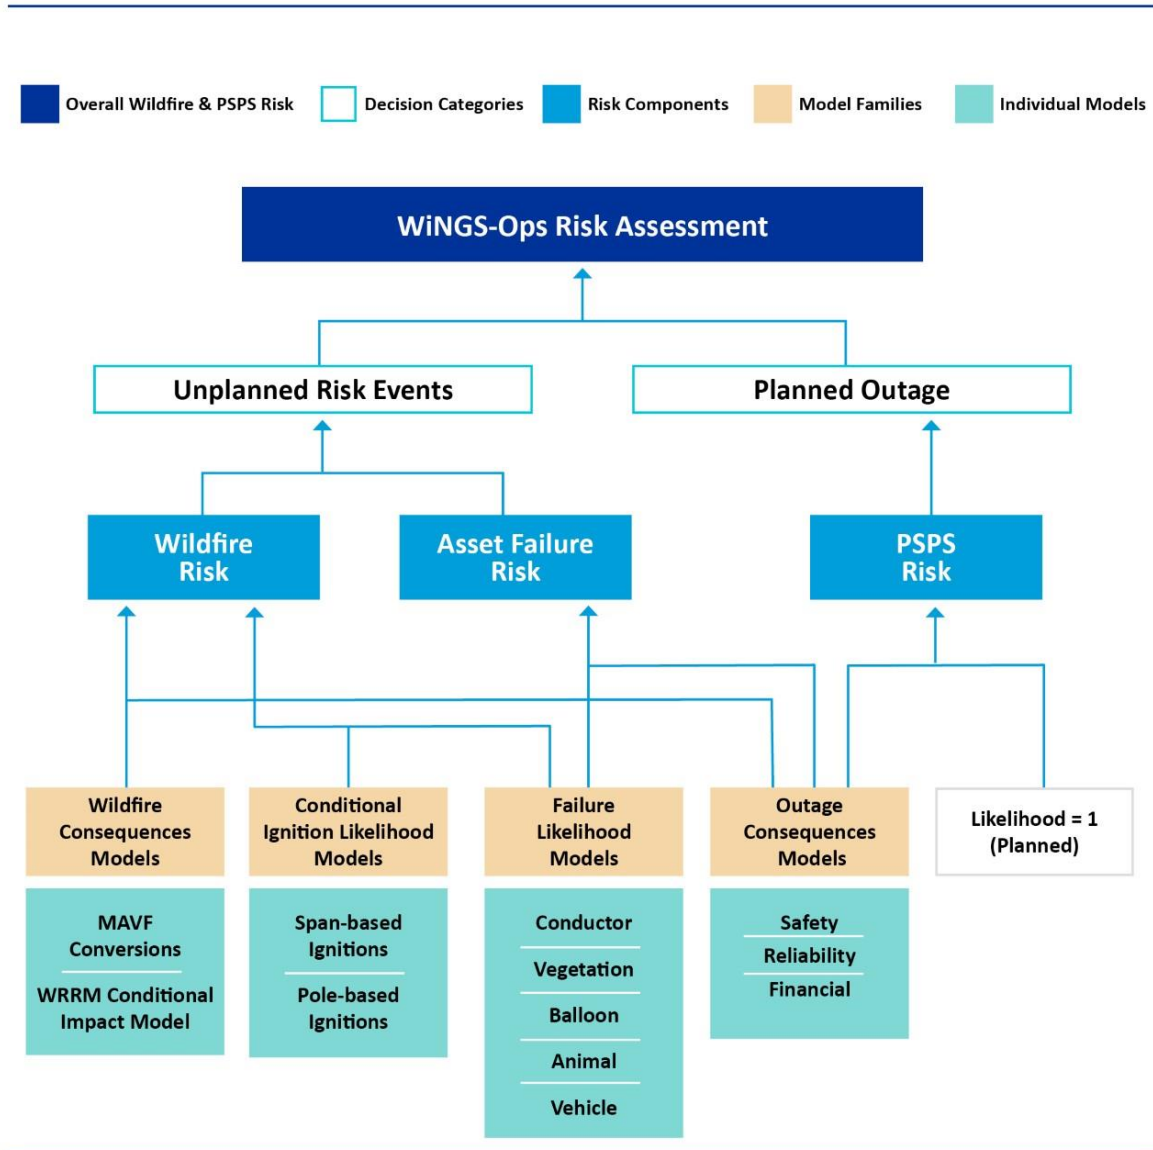 Overall Wildfire & PSPS Risk
Decision Categories
Risk Components
Model Families
Individual Models
WiNGS-Ops Risk Assessment
Unplanned Risk Events
Planned Outage
Wildfire
Risk
Asset Failure
Risk
PSPS
Risk
Wildfire
Consequences
Models
Conditional
Ignition Likelihood
Models
Failure
Likelihood
Models
Outage
Consequences
Models
Likelihood = 1
(Planned)
MAVF
Conversions
WRRM Conditional
Impact Model
Span-based
Ignitions
Pole-based
Ignitions
Conductor
Vegetation
Balloon
Animal
Vehicle
Safety
Reliability
Financial